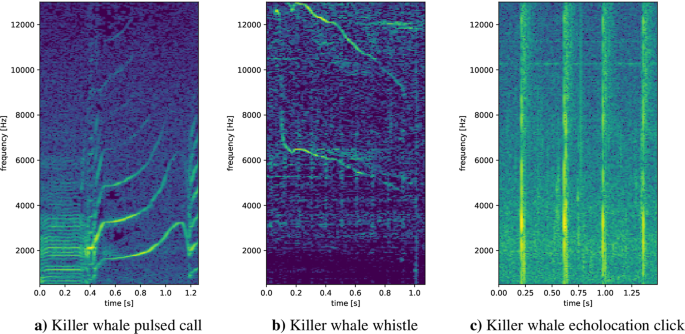 12000
10000
8000
6000
4000
2000
frequency [Hz]
0.0 0.2 0.4 0.6 0.8 1.0 1.2
time [s]
a) Killer whale pulsed call
12000
10000
8000
6000
4000
2000
frequency [Hz]
0.0 0.2 0.4 0.6 0.8 1.0
time [s]
b) Killer whale whistle
12000
10000
8000
6000
4000
2000
frequency [Hz]
0.00 0.25 0.50 0.75 1.00 1.25
time [s]
c) Killer whale echolocation click